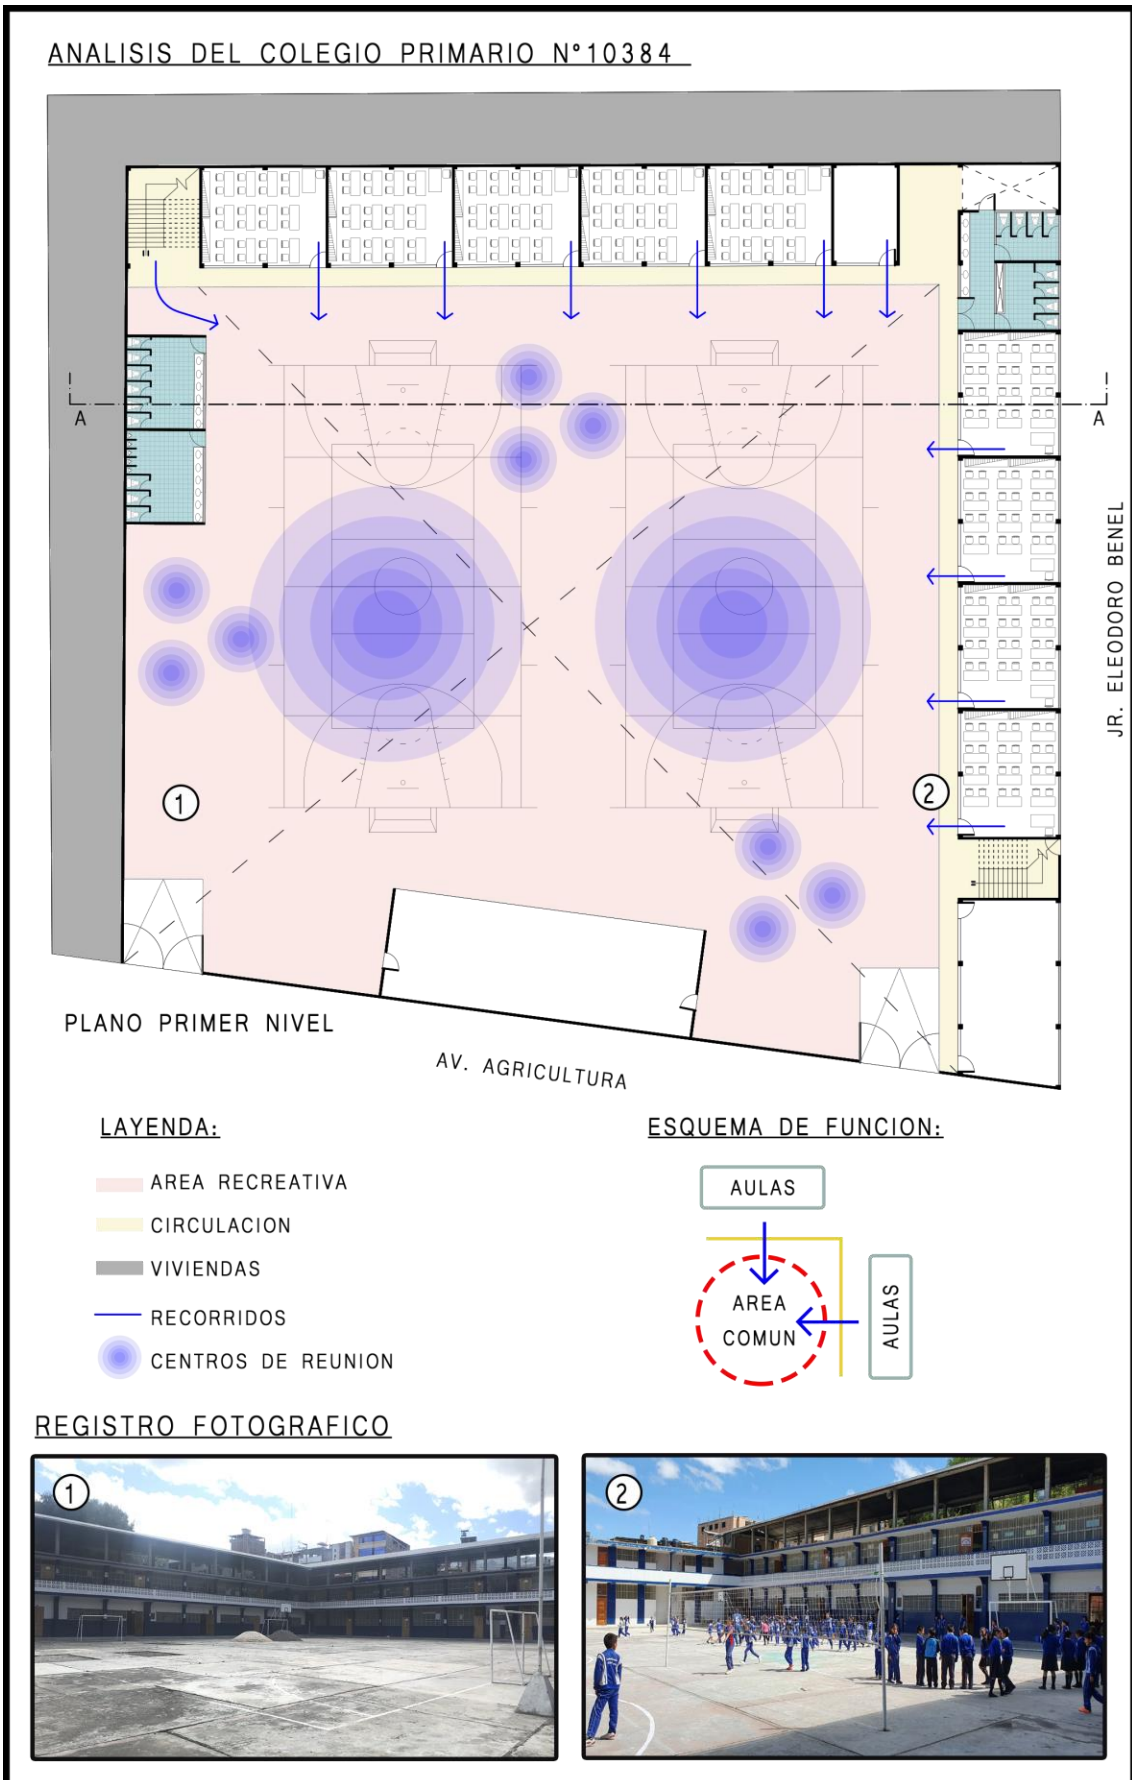 ANALISIS DEL COLEGIO PRIMARIO N°10384
A
A
JR. ELEODORO BENEL
1
2
PLANO PRIMER NIVEL
AV. AGRICULTURA
LAYENDA:
AREA RECREATIVA
CIRCULACION
VIVIENDAS
RECORRIDOS
CENTROS DE REUNION
ESQUEMA DE FUNCION:
AULAS
AREA
COMUN
AULAS
REGISTRO FOTOGRAFICO
1
2